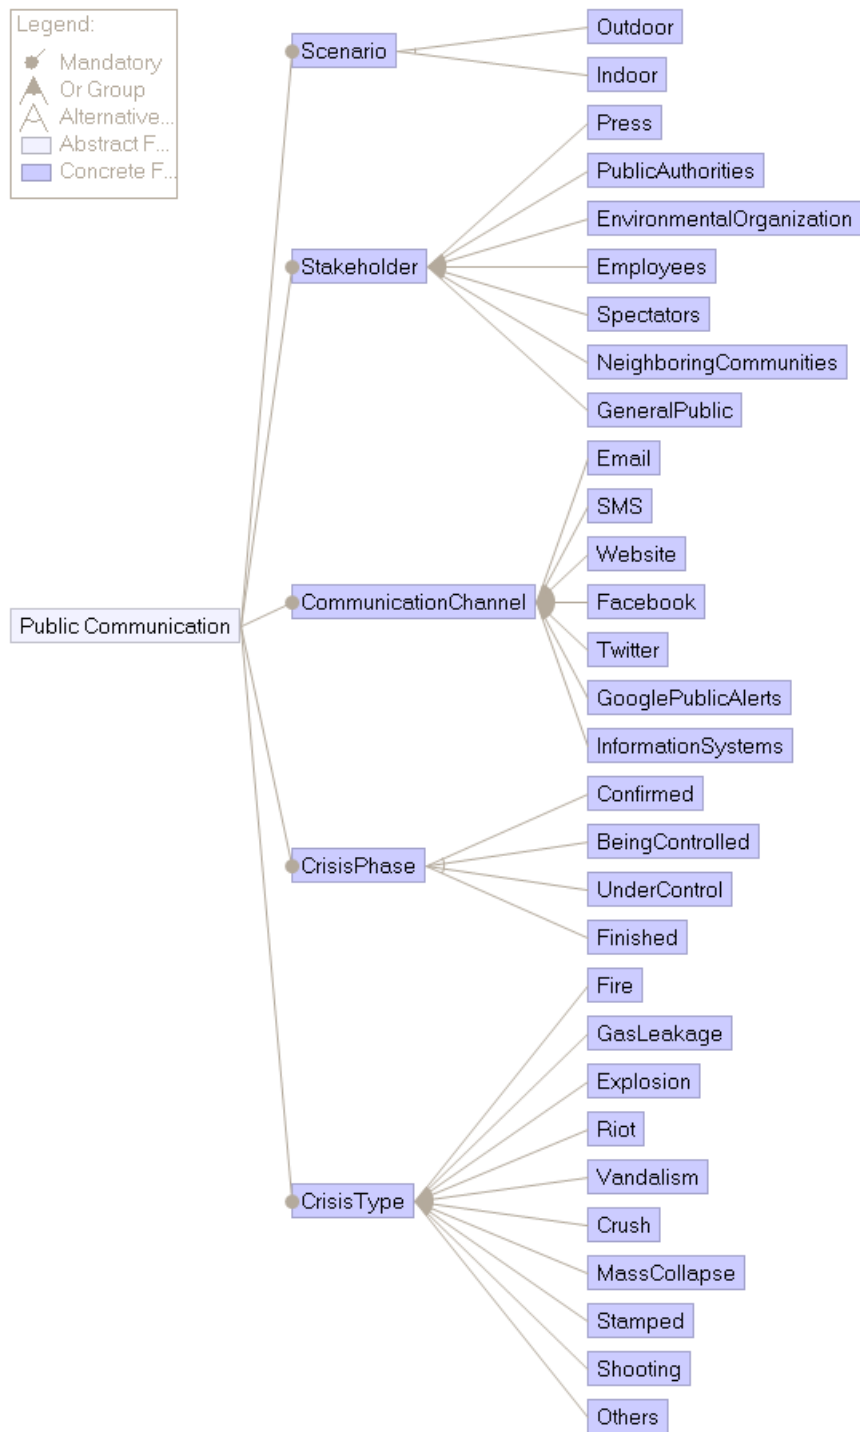 Legend:
Mandatory
Or Group
Alternative...
Abstract F...
Concrete F...
Public Communication
Scenario
Outdoor
Indoor
Stakeholder
Press
PublicAuthorities
EnvironmentalOrganization
Employees
Spectators
NeighboringCommunities
GeneralPublic
CommunicationChannel
Email
SMS
Website
Facebook
Twitter
GooglePublicAlerts
InformationSystems
CrisisPhase
Confirmed
BeingControlled
UnderControl
Finished
CrisisType
Fire
GasLeakage
Explosion
Riot
Vandalism
Crush
MassCollapse
Stamped
Shooting
Others